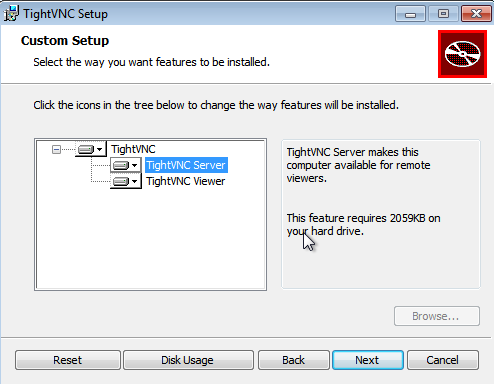 TightVNC Setup
Custom Setup
Select the way you want features to be installed.
Click the icons in the tree below to change the way features will be installed.
TightVNC
TightVNC Server
TightVNC Viewer
TightVNC Server makes this
computer available for remote
viewers.
This feature requires 2059KB on
your hard drive.
Browse...
Reset
Disk Usage
Back
Next
Cancel